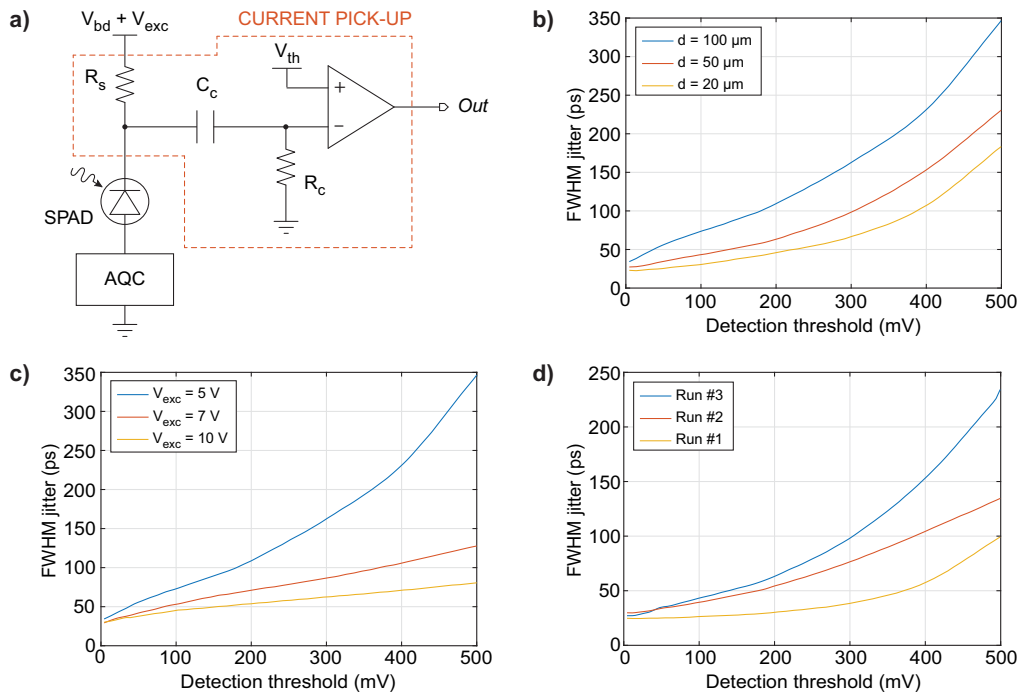 a)
CURRENT PICK-UP
V_bd + V_exc
R_s
C_c
V_th
+
−
Out
R_c
SPAD
AQC
b)
350
300
250
200
150
100
50
0
0 100 200 300 400 500
FWHM jitter (ps)
Detection threshold (mV)
d = 100 µm
d = 50 µm
d = 20 µm
c)
350
300
250
200
150
100
50
0
0 100 200 300 400 500
FWHM jitter (ps)
Detection threshold (mV)
V_exc = 5 V
V_exc = 7 V
V_exc = 10 V
d)
250
200
150
100
50
0
0 100 200 300 400 500
FWHM jitter (ps)
Detection threshold (mV)
Run #3
Run #2
Run #1